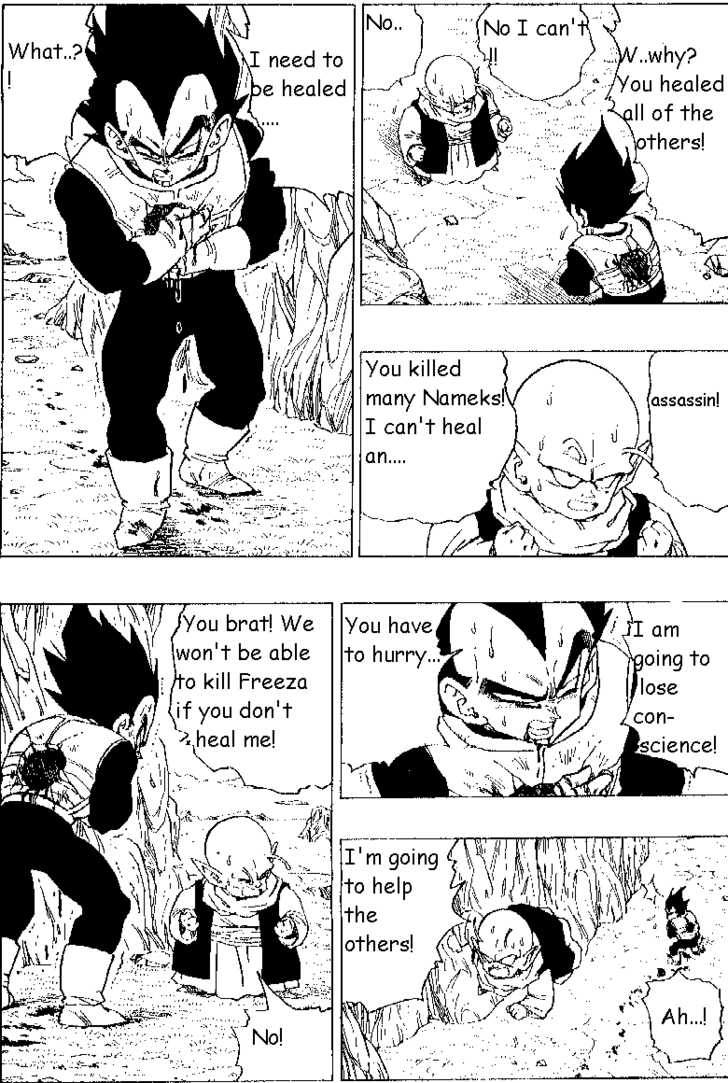 What..?
!
I need to
be healed
....
No..
No I can't
!!
W..why?
You healed
all of the
others!
You killed
many Nameks!
I can't heal
an....
assassin!
You brat! We
won't be able
to kill Freeza
if you don't
heal me!
No!
You have
to hurry...
I am
going to
lose
con-
science!
I'm going
to help
the
others!
Ah...!